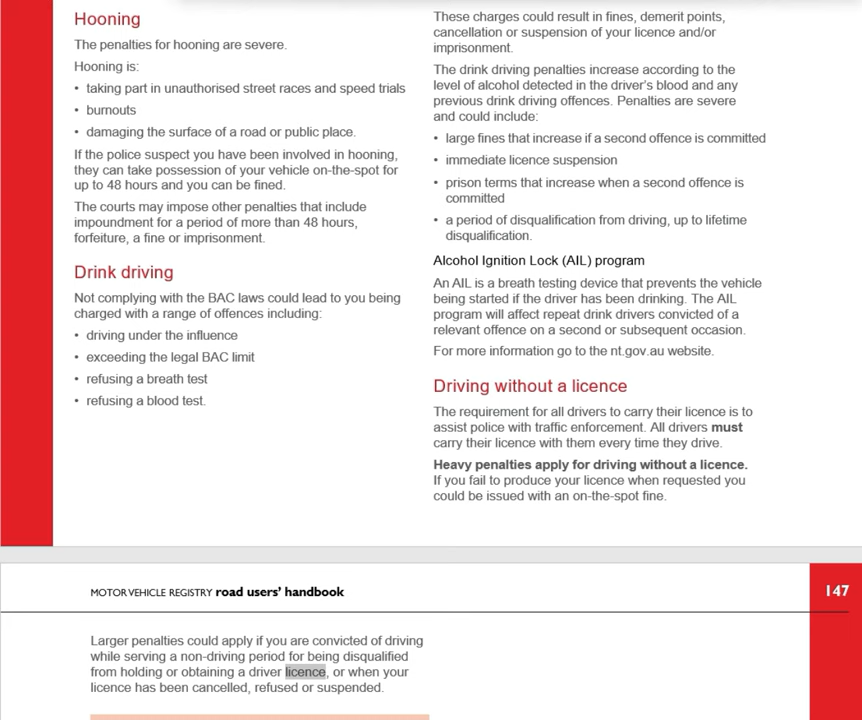 Hooning
The penalties for hooning are severe.
Hooning is:
• taking part in unauthorised street races and speed trials
• burnouts
• damaging the surface of a road or public place.
If the police suspect you have been involved in hooning,
they can take possession of your vehicle on-the-spot for
up to 48 hours and you can be fined.
The courts may impose other penalties that include
impoundment for a period of more than 48 hours,
forfeiture, a fine or imprisonment.
Drink driving
Not complying with the BAC laws could lead to you being
charged with a range of offences including:
• driving under the influence
• exceeding the legal BAC limit
• refusing a breath test
• refusing a blood test.
These charges could result in fines, demerit points,
cancellation or suspension of your licence and/or
imprisonment.
The drink driving penalties increase according to the
level of alcohol detected in the driver's blood and any
previous drink driving offences. Penalties are severe
and could include:
• large fines that increase if a second offence is committed
• immediate licence suspension
• prison terms that increase when a second offence is
committed
• a period of disqualification from driving, up to lifetime
disqualification.
Alcohol Ignition Lock (AIL) program
An AIL is a breath testing device that prevents the vehicle
being started if the driver has been drinking. The AIL
program will affect repeat drink drivers convicted of a
relevant offence on a second or subsequent occasion.
For more information go to the nt.gov.au website.
Driving without a licence
The requirement for all drivers to carry their licence is to
assist police with traffic enforcement. All drivers must
carry their licence with them every time they drive.
Heavy penalties apply for driving without a licence.
If you fail to produce your licence when requested you
could be issued with an on-the-spot fine.
MOTOR VEHICLE REGISTRY road users' handbook
147
Larger penalties could apply if you are convicted of driving
while serving a non-driving period for being disqualified
from holding or obtaining a driver licence, or when your
licence has been cancelled, refused or suspended.